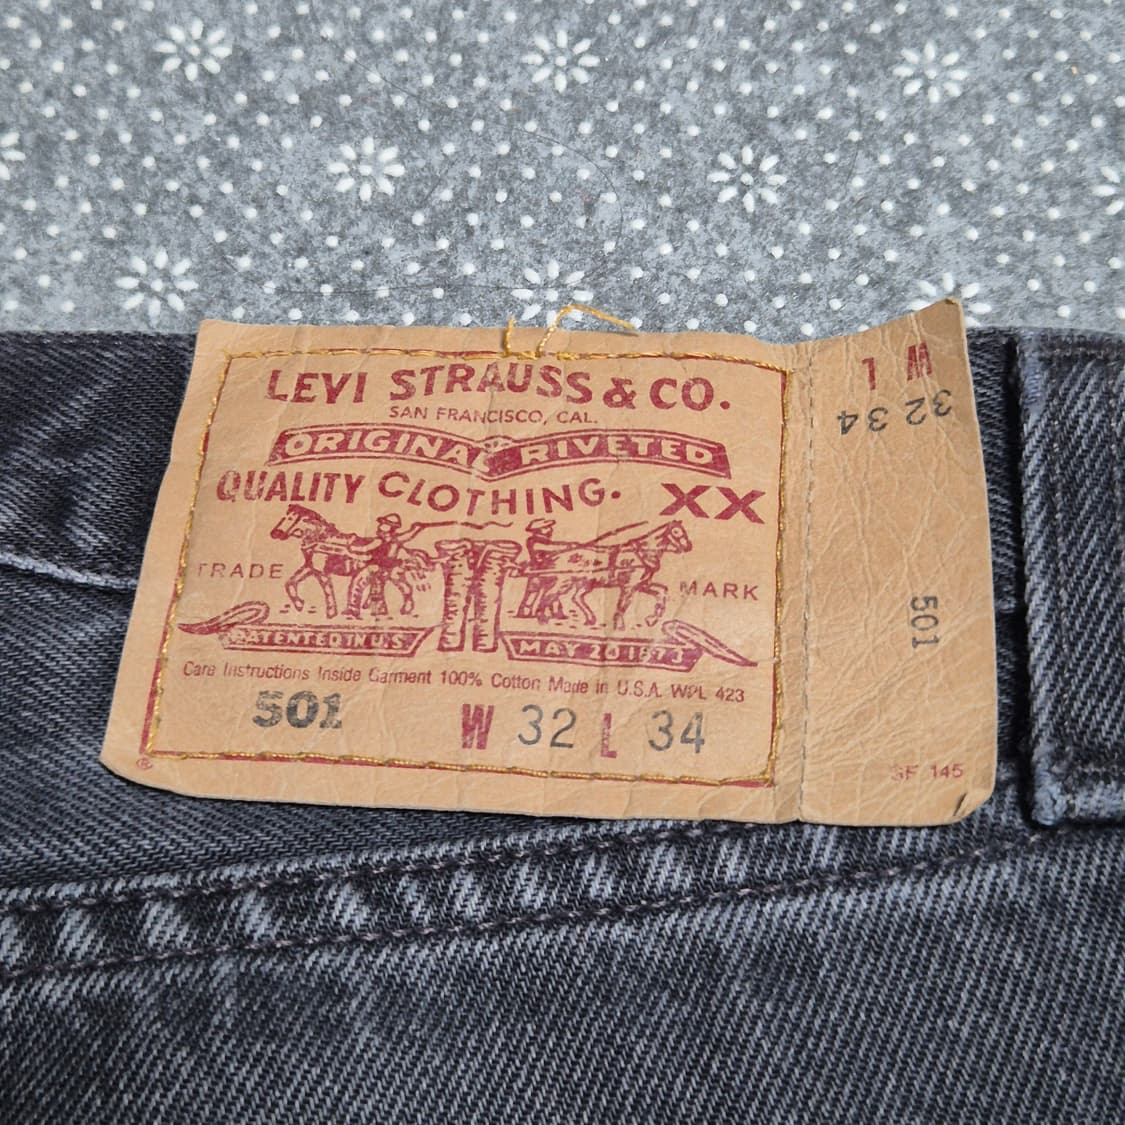 LEVI STRAUSS & CO.
SAN FRANCISCO, CAL.
ORIGINAL RIVETED
QUALITY CLOTHING. XX
TRADE MARK
PATENTED IN U.S. MAY 20 1873
Care Instructions Inside Garment 100% Cotton Made in U.S.A. WPL 423
501 W 32 L 34
®
W L
32 34
501
SF 145